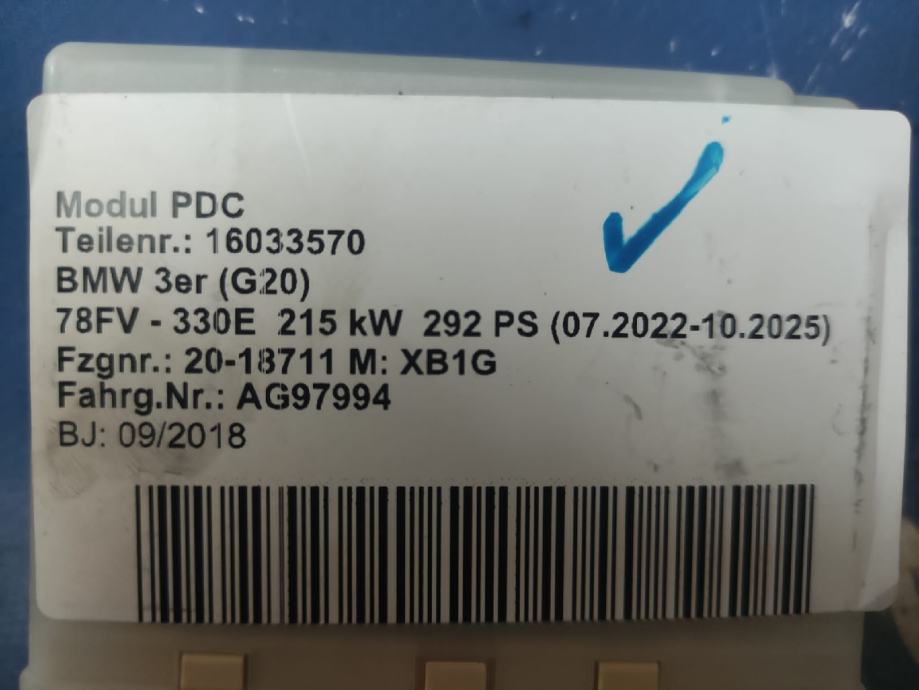 Modul PDC
Teilenr.: 16033570
BMW 3er (G20)
78FV - 330E 215 kW 292 PS (07.2022-10.2025)
Fzgnr.: 20-18711 M: XB1G
Fahrg.Nr.: AG97994
BJ: 09/2018